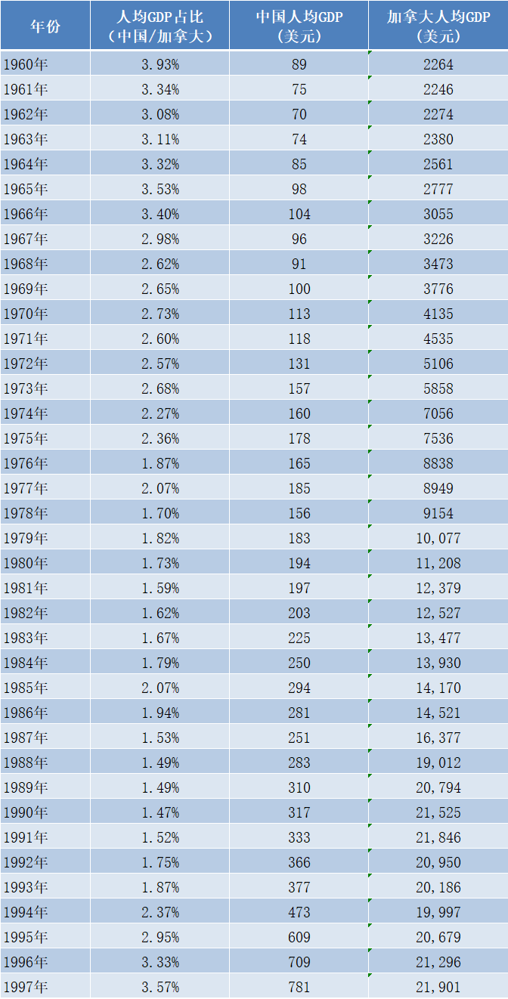 年份 人均GDP占比（中国/加拿大） 中国人均GDP(美元) 加拿大人均GDP(美元)
1960年 3.93% 89 2264
1961年 3.34% 75 2246
1962年 3.08% 70 2274
1963年 3.11% 74 2380
1964年 3.32% 85 2561
1965年 3.53% 98 2777
1966年 3.40% 104 3055
1967年 2.98% 96 3226
1968年 2.62% 91 3473
1969年 2.65% 100 3776
1970年 2.73% 113 4135
1971年 2.60% 118 4535
1972年 2.57% 131 5106
1973年 2.68% 157 5858
1974年 2.27% 160 7056
1975年 2.36% 178 7536
1976年 1.87% 165 8838
1977年 2.07% 185 8949
1978年 1.70% 156 9154
1979年 1.82% 183 10,077
1980年 1.73% 194 11,208
1981年 1.59% 197 12,379
1982年 1.62% 203 12,527
1983年 1.67% 225 13,477
1984年 1.79% 250 13,930
1985年 2.07% 294 14,170
1986年 1.94% 281 14,521
1987年 1.53% 251 16,377
1988年 1.49% 283 19,012
1989年 1.49% 310 20,794
1990年 1.47% 317 21,525
1991年 1.52% 333 21,846
1992年 1.75% 366 20,950
1993年 1.87% 377 20,186
1994年 2.37% 473 19,997
1995年 2.95% 609 20,679
1996年 3.33% 709 21,296
1997年 3.57% 781 21,901